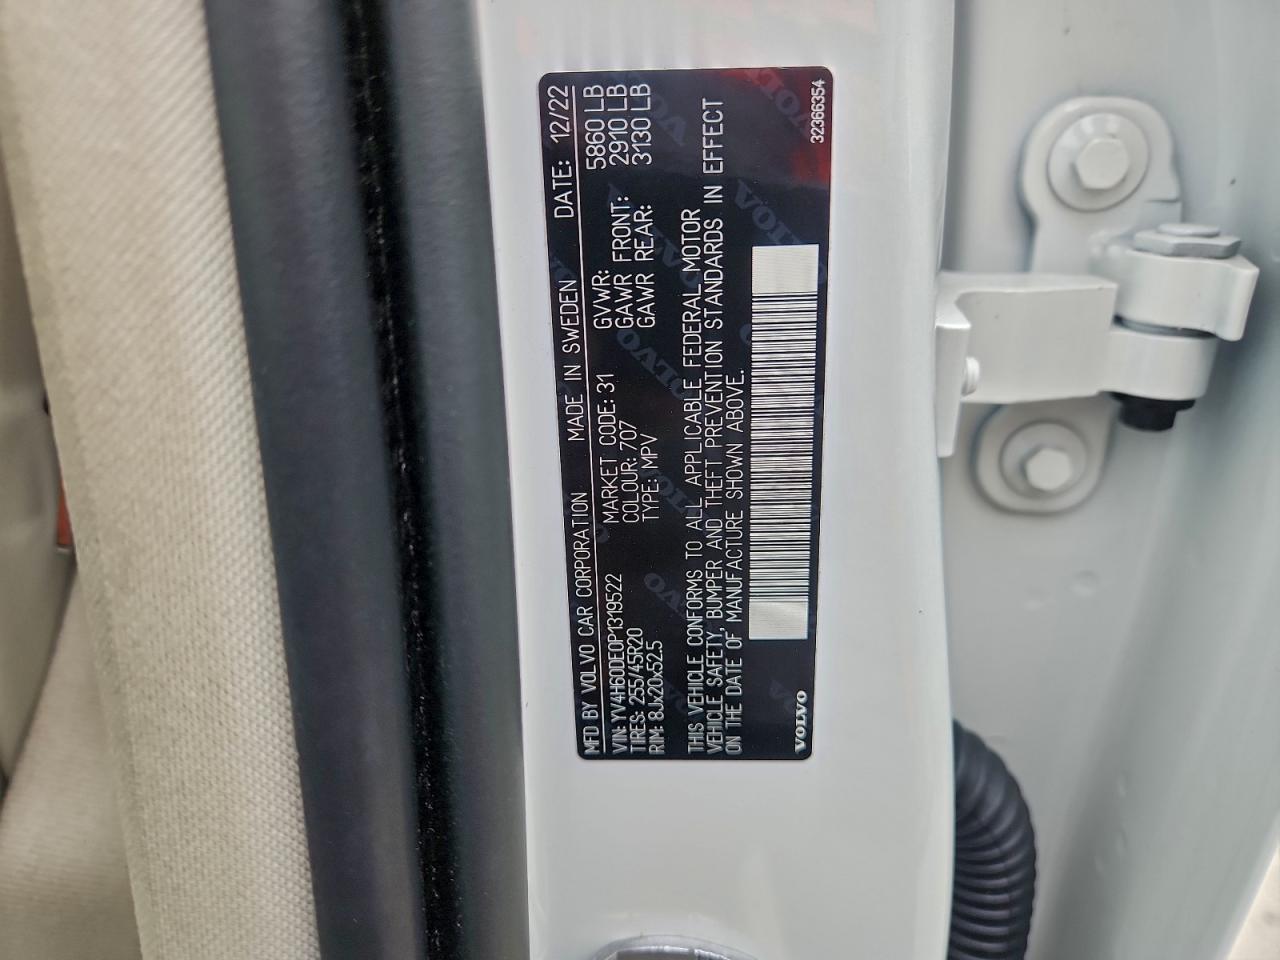 MFD BY VOLVO CAR CORPORATION MADE IN SWEDEN DATE: 12/22
VIN: YV4H60DE0P1319522 MARKET CODE: 31 GVWR: 5860 LB
TIRES: 255/45R20 COLOUR: 707 GAWR FRONT: 2910 LB
RIM: 8Jx20x52.5 TYPE: MPV GAWR REAR: 3130 LB
THIS VEHICLE CONFORMS TO ALL APPLICABLE FEDERAL MOTOR
VEHICLE SAFETY, BUMPER AND THEFT PREVENTION STANDARDS IN EFFECT
ON THE DATE OF MANUFACTURE SHOWN ABOVE.
VOLVO
32366354